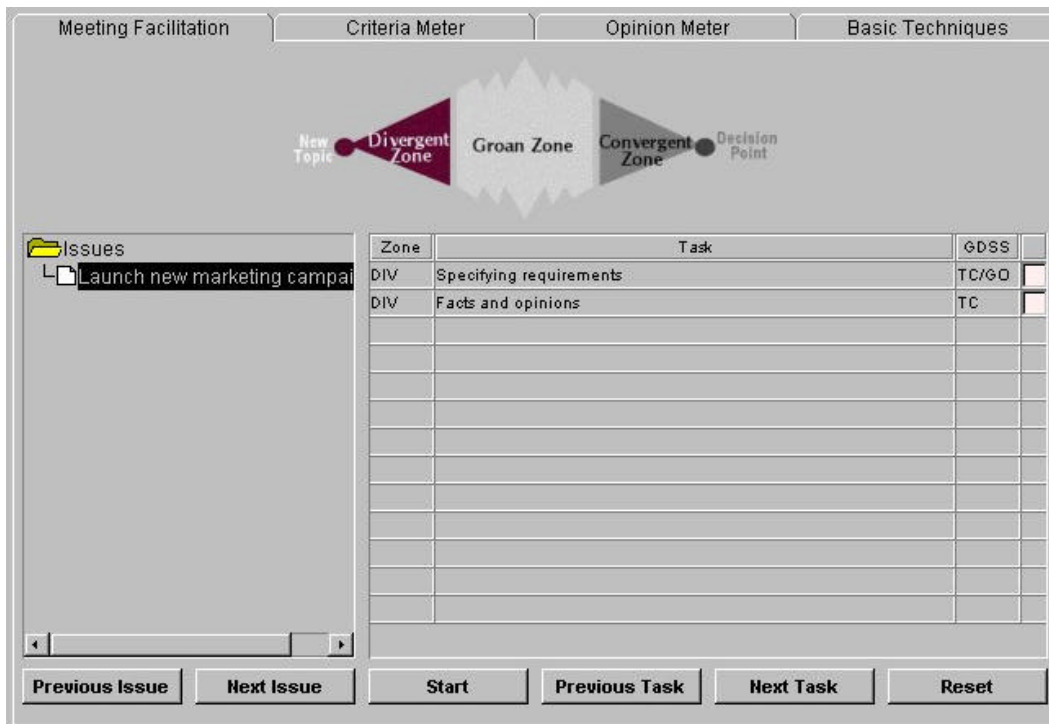 Meeting Facilitation Criteria Meter Opinion Meter Basic Techniques
New Topic
Divergent Zone
Groan Zone
Convergent Zone
Decision Point
Issues
Launch new marketing campai
Zone Task GDSS
DIV Specifying requirements TC/GO
DIV Facts and opinions TC
Previous Issue Next Issue Start Previous Task Next Task Reset